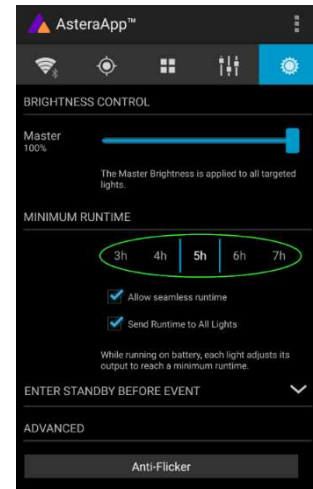 AsteraApp™
BRIGHTNESS CONTROL
Master
100%
The Master Brightness is applied to all targeted
lights.
MINIMUM RUNTIME
3h 4h 5h 6h 7h
Allow seamless runtime
Send Runtime to All Lights
While running on battery, each light adjusts its
output to reach a minimum runtime.
ENTER STANDBY BEFORE EVENT
ADVANCED
Anti-Flicker